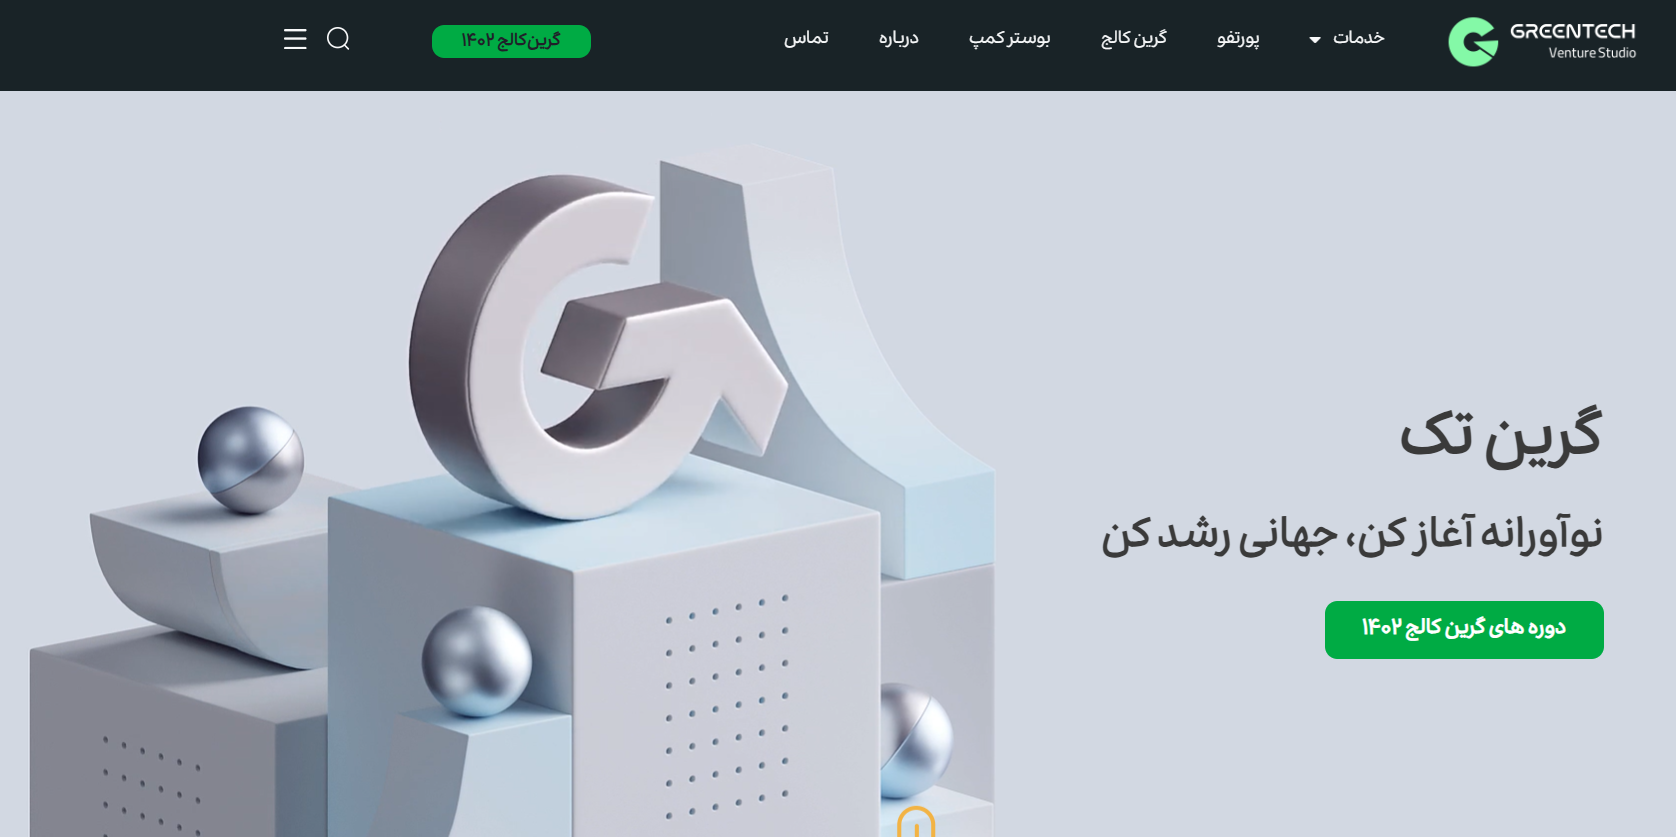 GREENTECH
Venture Studio
خدمات
پورتفو
گرین کالج
بوستر کمپ
درباره
تماس
گرین‌کالج ۱۴۰۲
گرین تک
نوآورانه آغاز کن، جهانی رشد کن
دوره های گرین کالج ۱۴۰۲